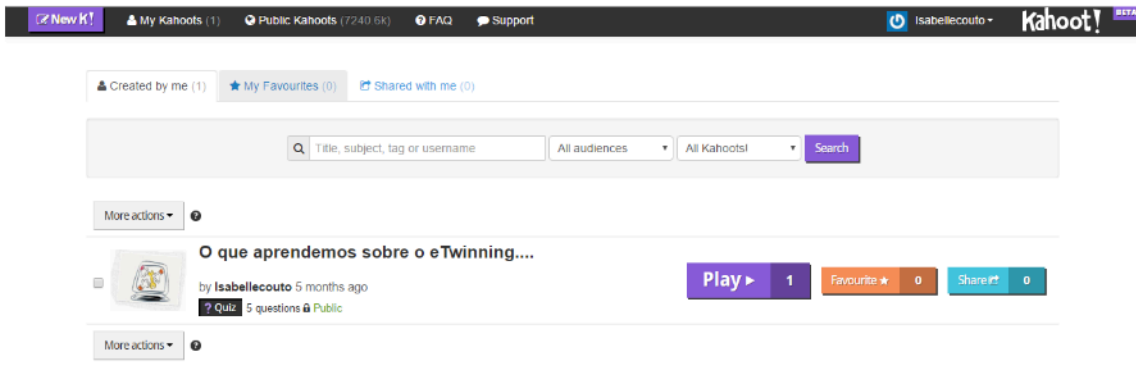 New K! My Kahoots (1) Public Kahoots (7240.6k) FAQ Support Isabellecouto Kahoot! BETA
Created by me (1) My Favourites (0) Shared with me (0)
Title, subject, tag or username All audiences All Kahoots! Search
More actions
O que aprendemos sobre o eTwinning....
Play 1 Favourite 0 Share 0
by Isabellecouto 5 months ago
? Quiz 5 questions Public
More actions